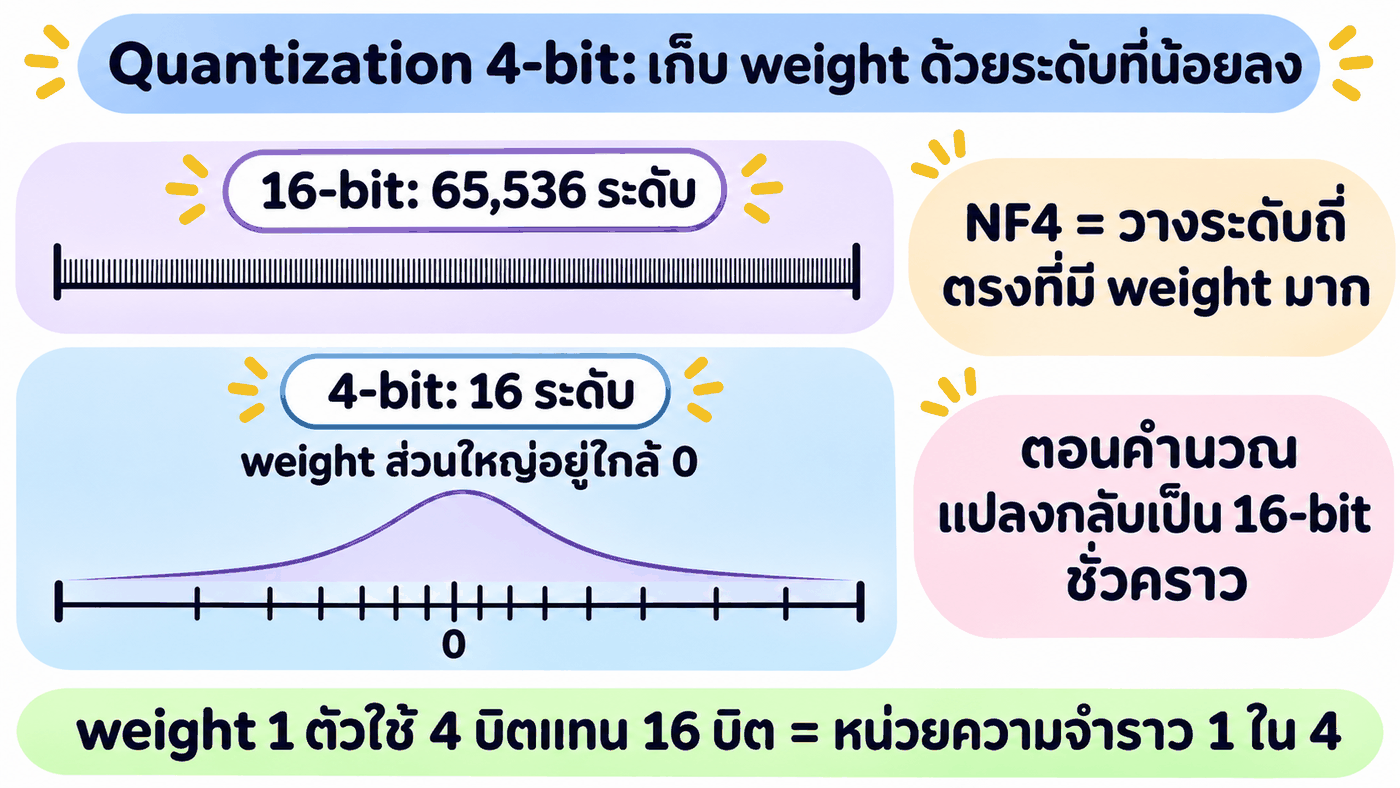 Quantization 4-bit: เก็บ weight ด้วยระดับที่น้อยลง
16-bit: 65,536 ระดับ
4-bit: 16 ระดับ
weight ส่วนใหญ่อยู่ใกล้ 0
0
NF4 = วางระดับถี่
ตรงที่มี weight มาก
ตอนคำนวณ
แปลงกลับเป็น 16-bit
ชั่วคราว
weight 1 ตัวใช้ 4 บิตแทน 16 บิต = หน่วยความจำราว 1 ใน 4